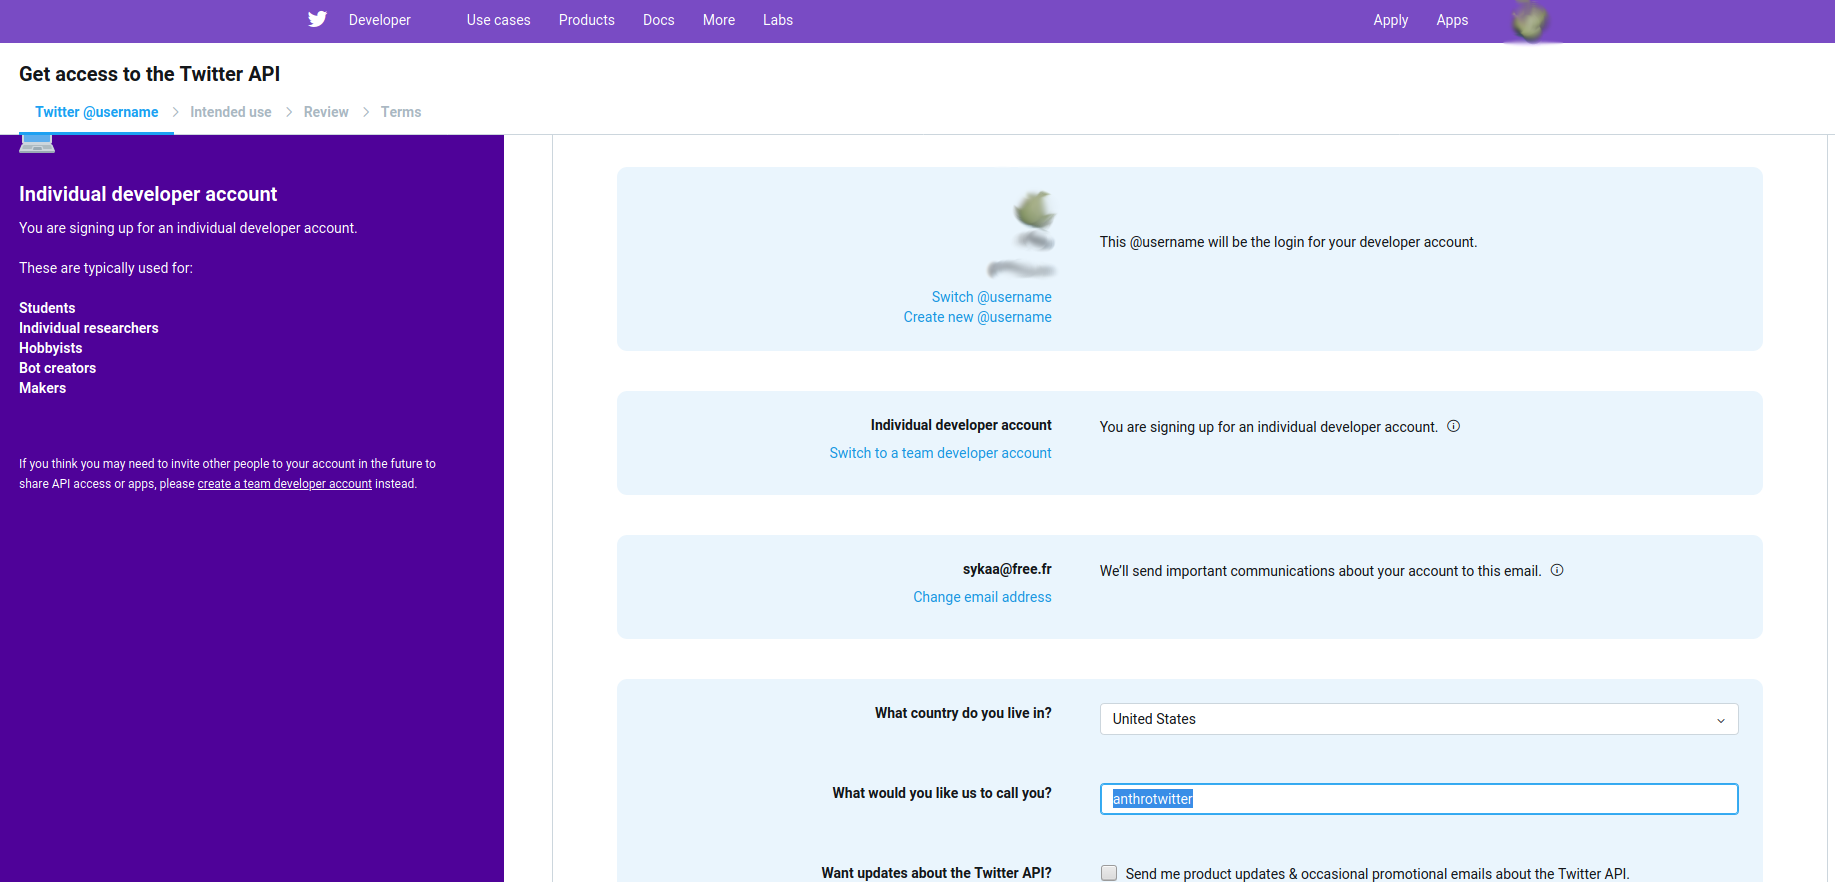 Developer Use cases Products Docs More Labs Apply Apps
Get access to the Twitter API
Twitter @username Intended use Review Terms
Individual developer account
You are signing up for an individual developer account.
These are typically used for:
Students
Individual researchers
Hobbyists
Bot creators
Makers
If you think you may need to invite other people to your account in the future to
share API access or apps, please create a team developer account instead.
This @username will be the login for your developer account.
Switch @username
Create new @username
Individual developer account
You are signing up for an individual developer account.
Switch to a team developer account
sykaa@free.fr
We'll send important communications about your account to this email.
Change email address
What country do you live in?
United States
What would you like us to call you?
anthrotwitter
Want updates about the Twitter API?
Send me product updates & occasional promotional emails about the Twitter API.